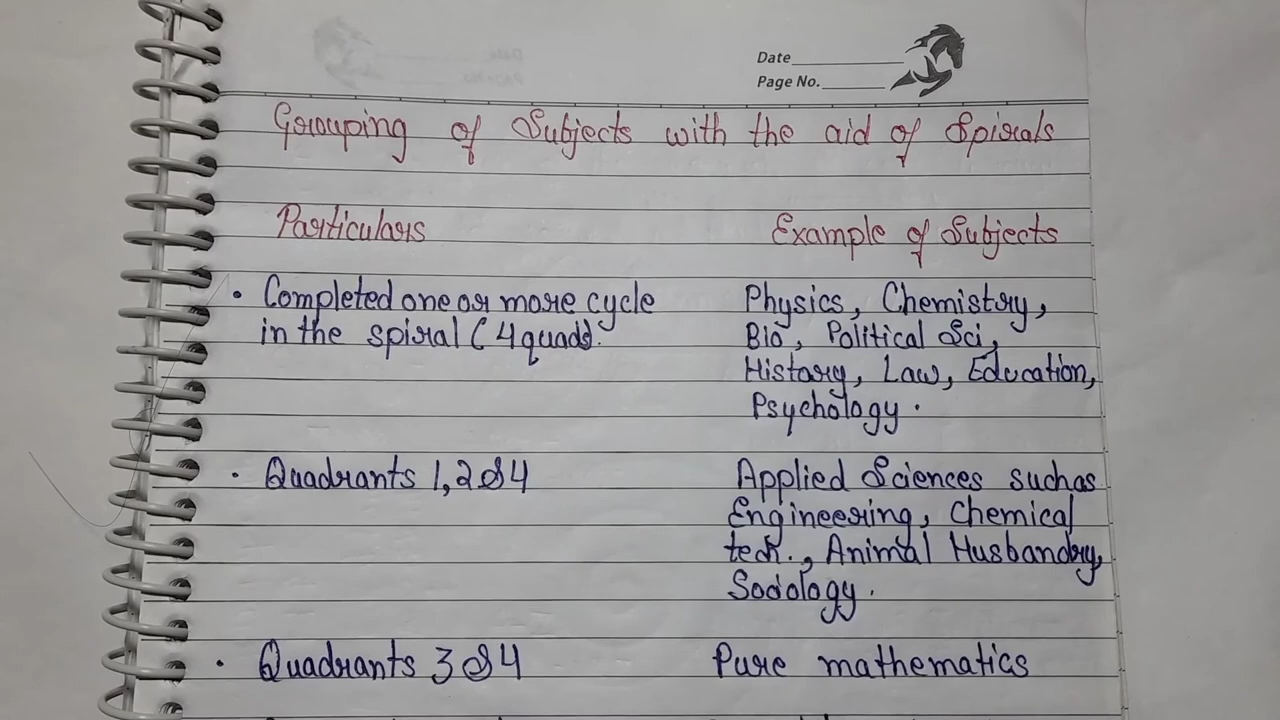 Date
Page No.
Grouping of Subjects with the aid of Spirals
Particulars Example of Subjects
• Completed one or more cycle Physics, Chemistry,
in the spiral (4 quads). Bio, Political Sci,
History, Law, Education,
Psychology.
• Quadrants 1, 2 & 4 Applied Sciences such as
Engineering, Chemical
tech., Animal Husbandry,
Sociology.
• Quadrants 3 & 4 Pure mathematics